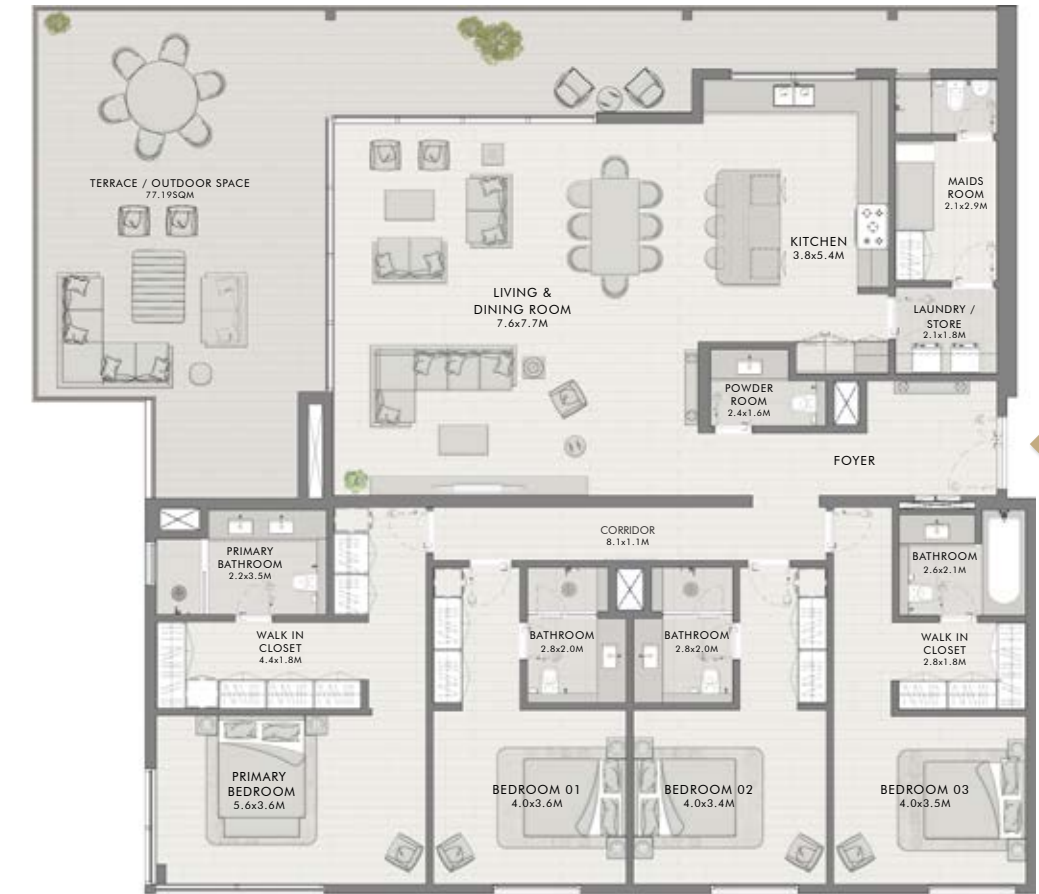 TERRACE / OUTDOOR SPACE
77.19SQM
MAIDS
ROOM
2.1x2.9M
KITCHEN
3.8x5.4M
LIVING &
DINING ROOM
7.6x7.7M
LAUNDRY /
STORE
2.1x1.8M
POWDER
ROOM
2.4x1.6M
FOYER
CORRIDOR
8.1x1.1M
PRIMARY
BATHROOM
2.2x3.5M
BATHROOM
2.6x2.1M
WALK IN
CLOSET
4.4x1.8M
BATHROOM
2.8x2.0M
BATHROOM
2.8x2.0M
WALK IN
CLOSET
2.8x1.8M
PRIMARY
BEDROOM
5.6x3.6M
BEDROOM 01
4.0x3.6M
BEDROOM 02
4.0x3.4M
BEDROOM 03
4.0x3.5M